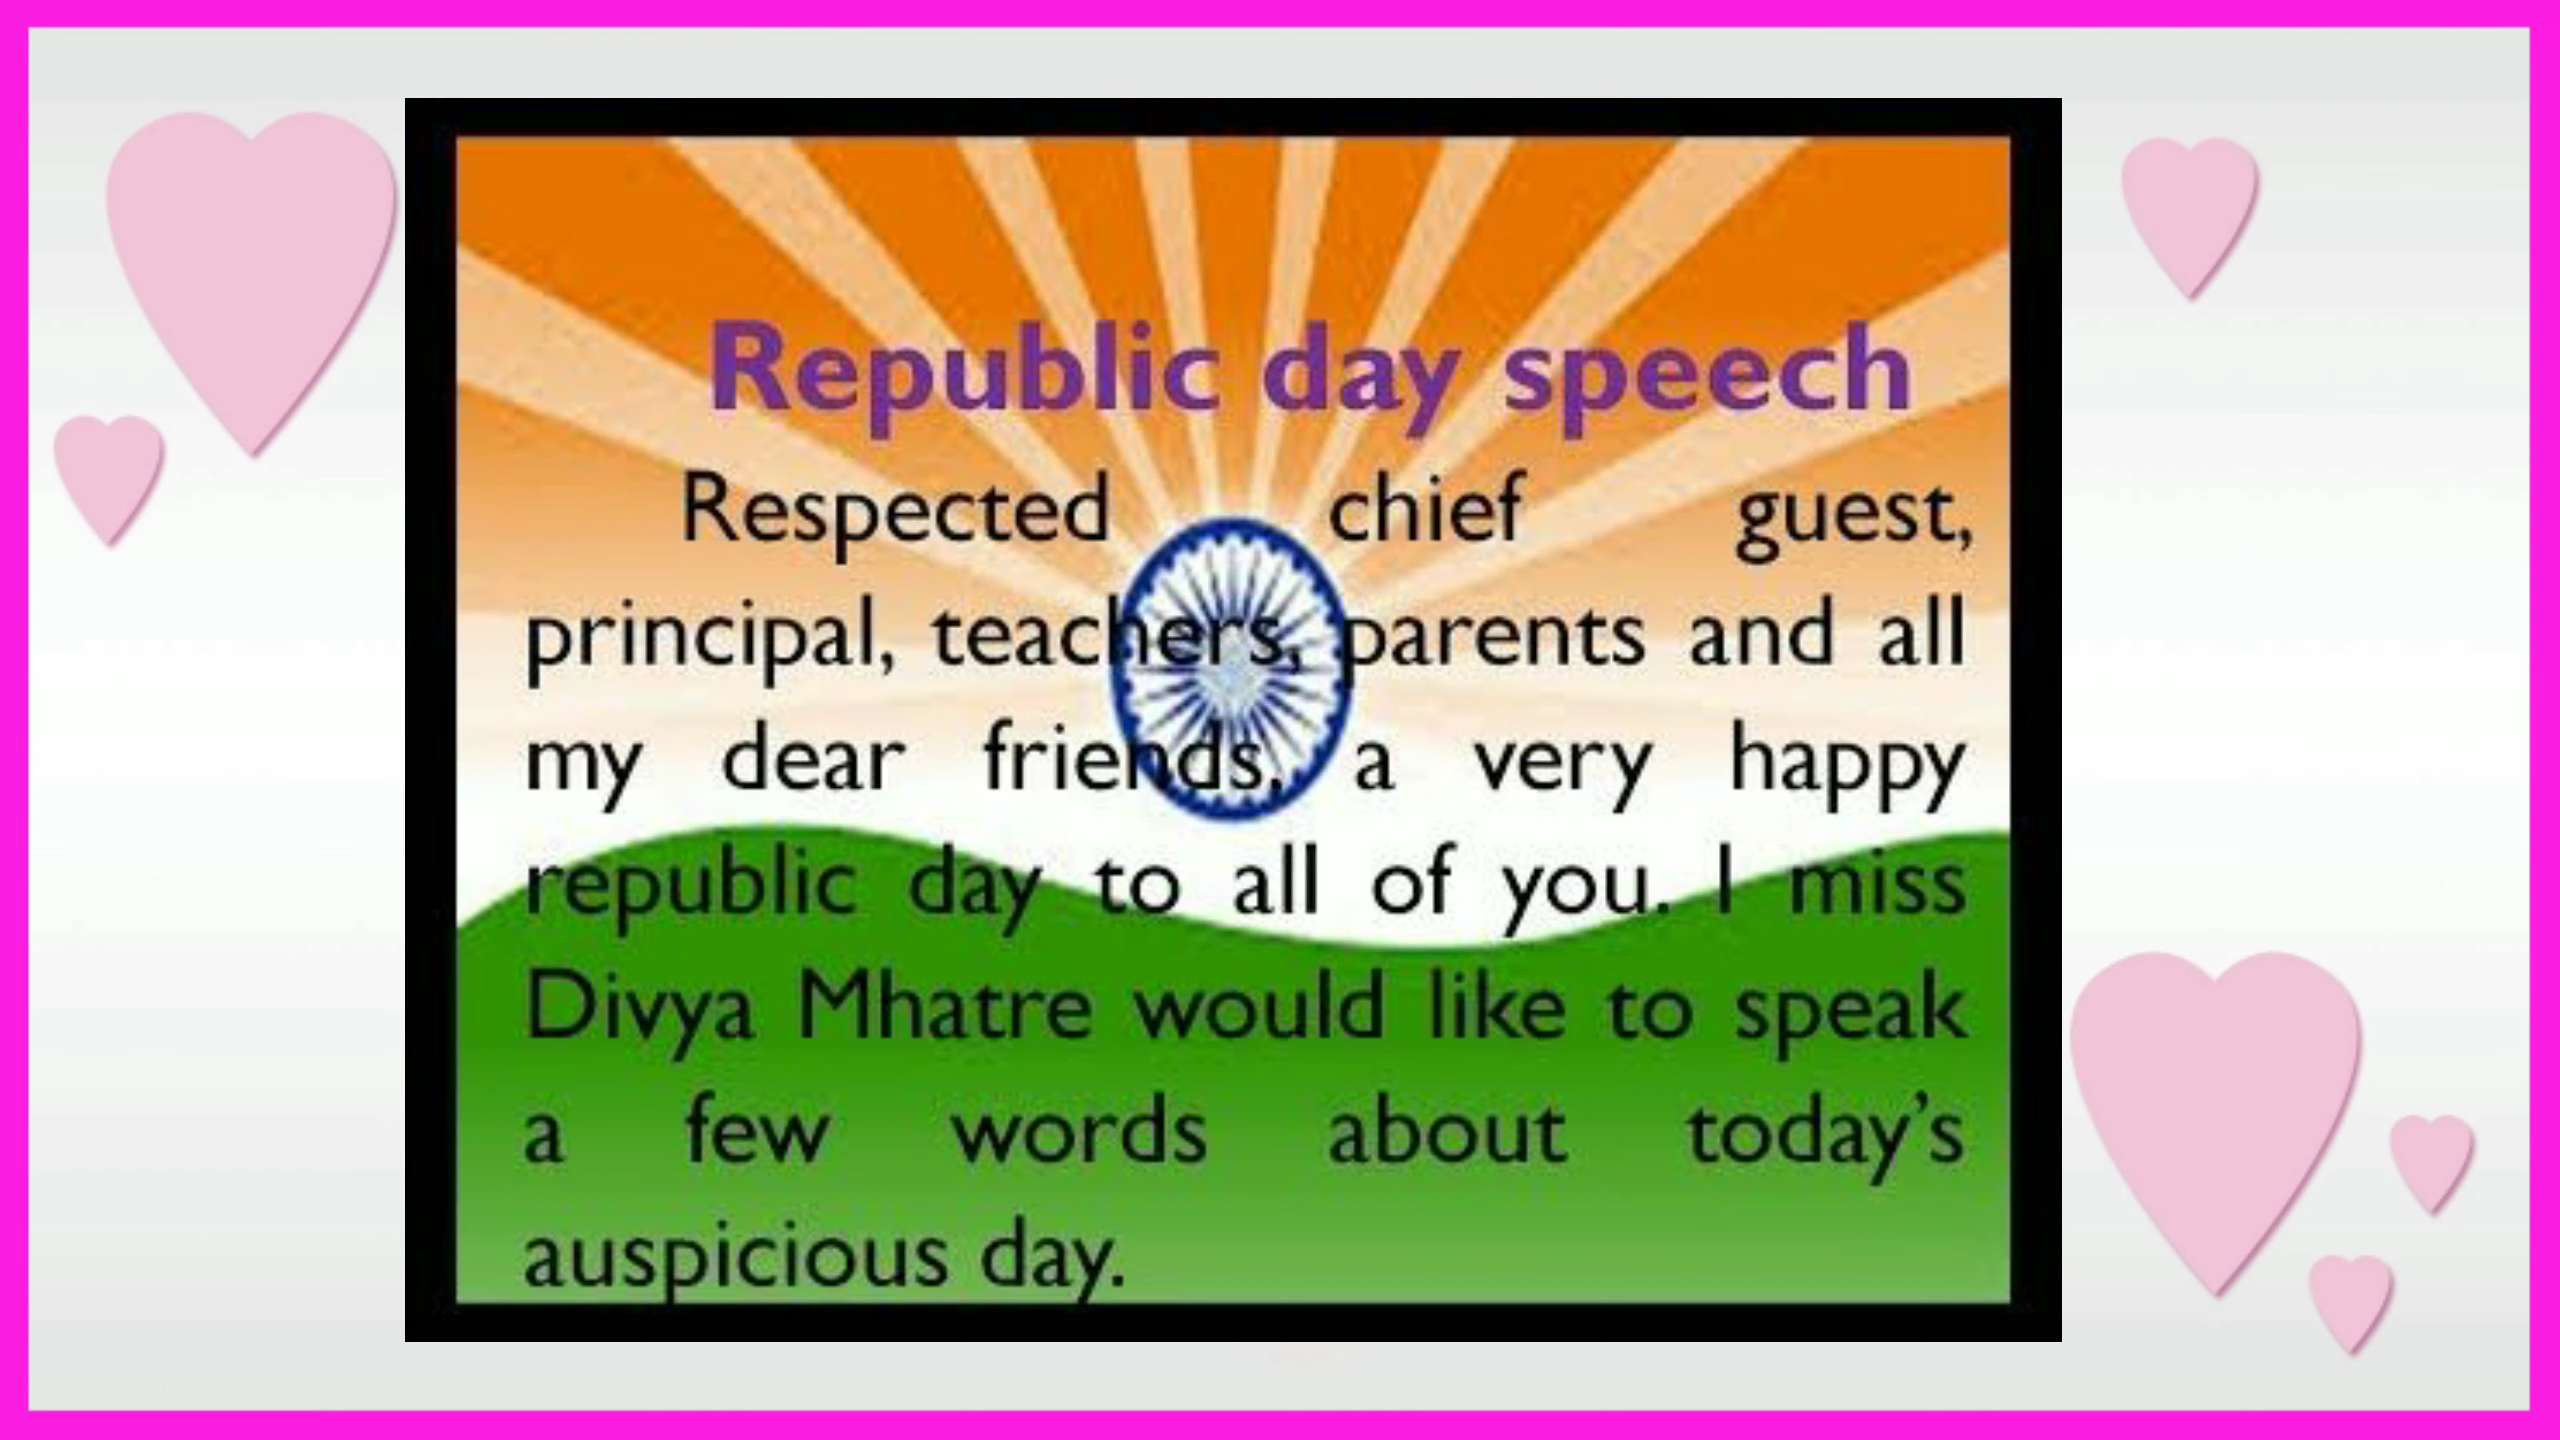 Republic day speech
Respected chief guest,
principal, teachers, parents and all
my dear friends, a very happy
republic day to all of you. I miss
Divya Mhatre would like to speak
a few words about today’s
auspicious day.